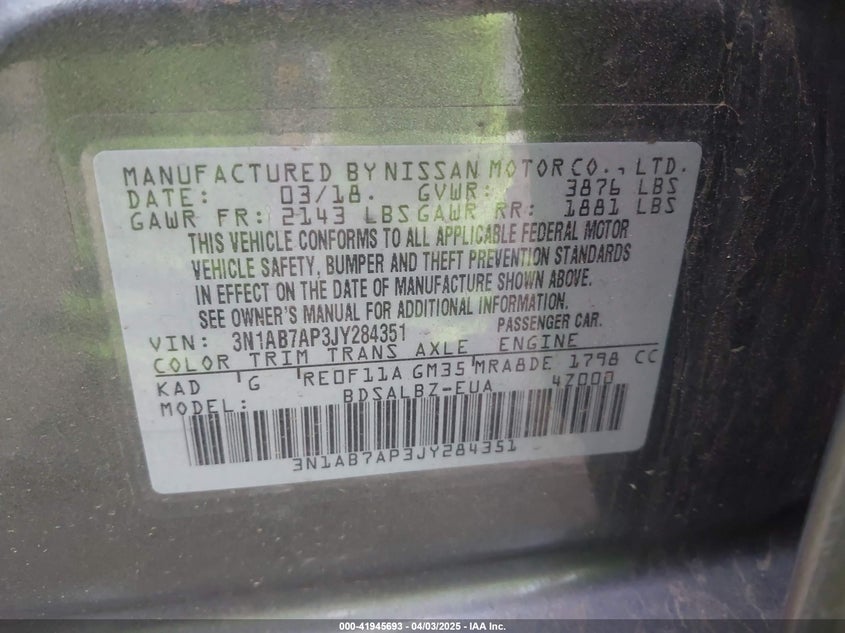 MANUFACTURED BY NISSAN MOTOR CO., LTD.
DATE: 03/18. GVWR: 3876 LBS
GAWR FR: 2143 LBS GAWR RR: 1881 LBS
THIS VEHICLE CONFORMS TO ALL APPLICABLE FEDERAL MOTOR
VEHICLE SAFETY, BUMPER AND THEFT PREVENTION STANDARDS
IN EFFECT ON THE DATE OF MANUFACTURE SHOWN ABOVE.
SEE OWNER'S MANUAL FOR ADDITIONAL INFORMATION.
VIN: 3N1AB7AP3JY284351 PASSENGER CAR.
COLOR TRIM TRANS AXLE ENGINE
KAD G RE0F11A GM35 MRA8DE 1798 CC
MODEL: BDSALBZ-EUA 47000
3N1AB7AP3JY284351
000-41945693 - 04/03/2025 - IAA Inc.